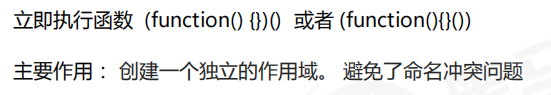 立即执行函数 (function() {})() 或者 (function(){}())
主要作用： 创建一个独立的作用域。 避免了命名冲突问题